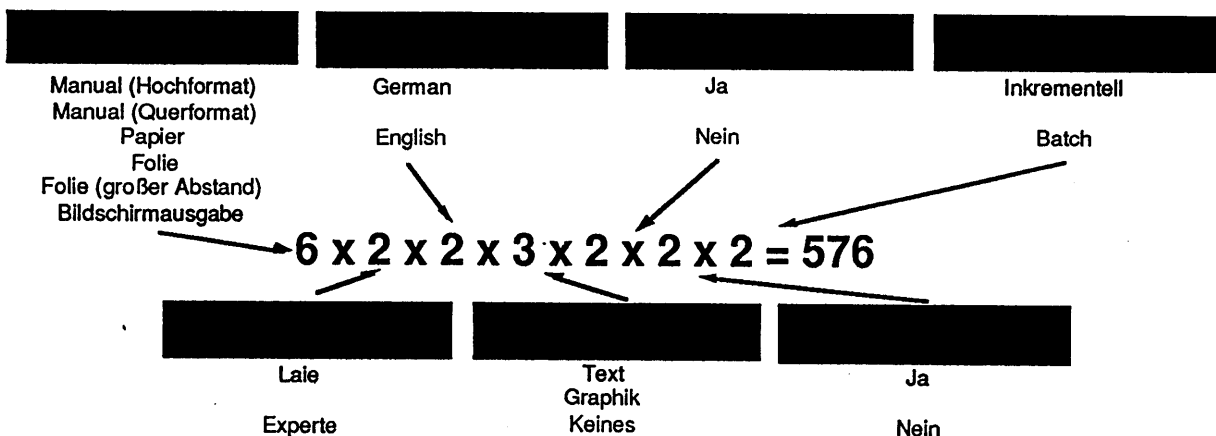 Manual (Hochformat)
Manual (Querformat)
Papier
Folie
Folie (großer Abstand)
Bildschirmausgabe
German
English
Ja
Nein
Inkrementell
Batch
6 x 2 x 2 x 3 x 2 x 2 x 2 = 576
Laie
Experte
Text
Graphik
Keines
Ja
Nein